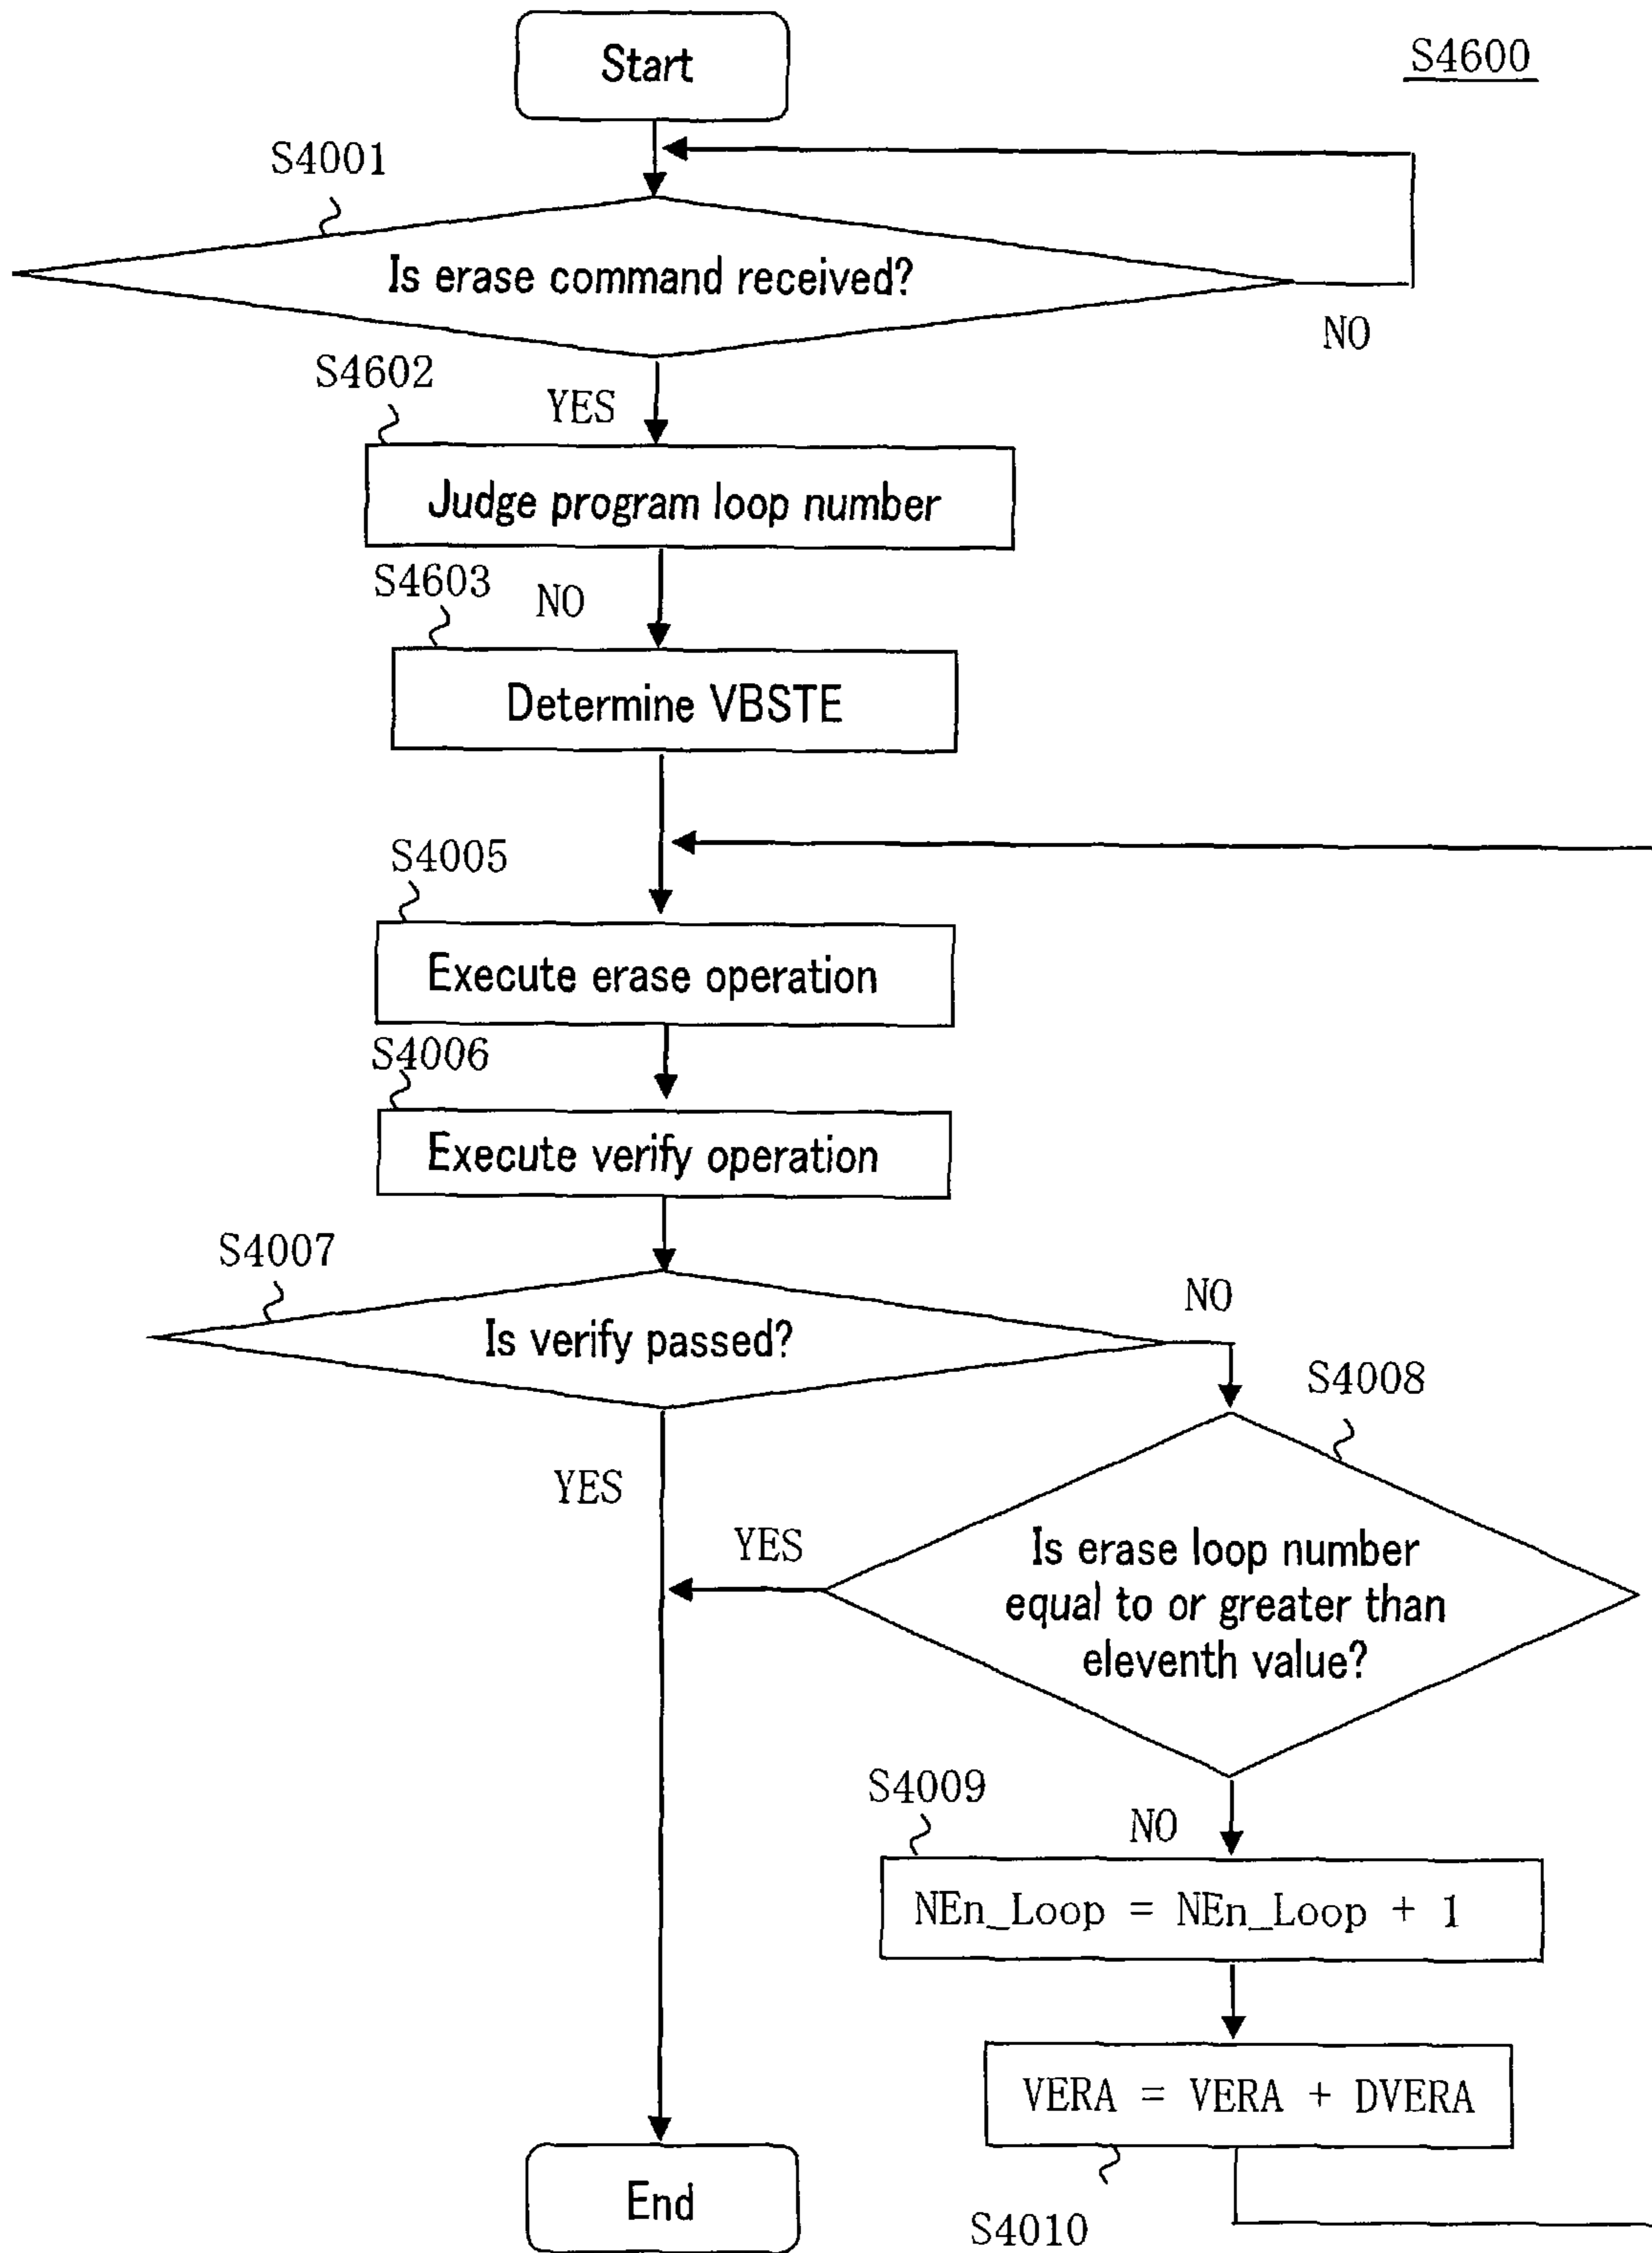 Start
S4600
S4001
Is erase command received?
NO
S4602
YES
Judge program loop number
S4603
NO
Determine VBSTE
S4005
Execute erase operation
S4006
Execute verify operation
S4007
NO
Is verify passed?
S4008
YES
YES
Is erase loop number
equal to or greater than
eleventh value?
S4009
NO
NEn_Loop = NEn_Loop + 1
VERA = VERA + DVERA
End
S4010